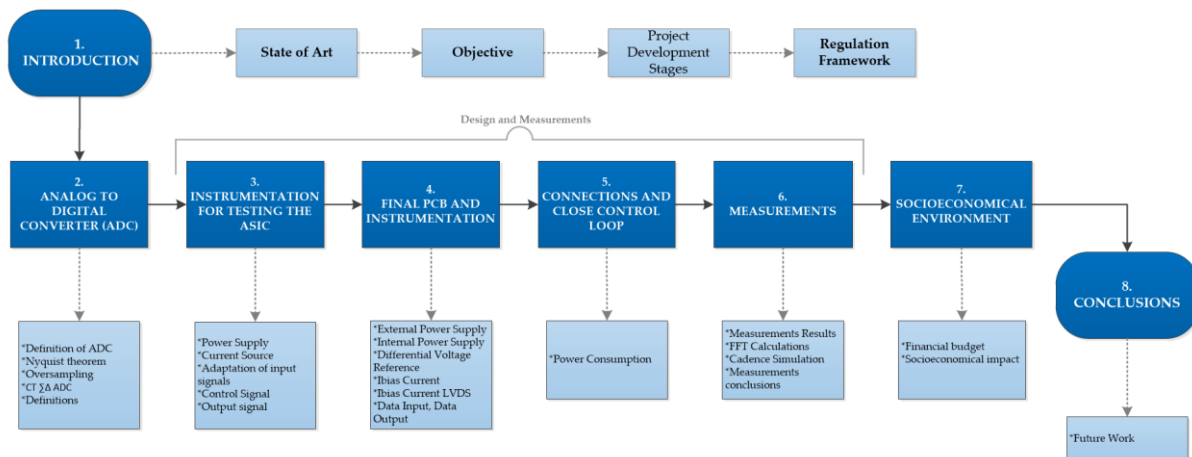 1.
INTRODUCTION
State of Art
Objective
Project
Development
Stages
Regulation
Framework
Design and Measurements
2.
ANALOG TO
DIGITAL
CONVERTER (ADC)
3.
INSTRUMENTATION
FOR TESTING THE
ASIC
4.
FINAL PCB AND
INSTRUMENTATION
5.
CONNECTIONS AND
CLOSE CONTROL
LOOP
6.
MEASUREMENTS
7.
SOCIOECONOMICAL
ENVIRONMENT
8.
CONCLUSIONS
*Definition of ADC
*Nyquist theorem
*Oversampling
*CT ∑Δ ADC
*Definitions
*Power Supply
*Current Source
*Adaptation of input
signals
*Control Signal
*Output signal
*External Power Supply
*Internal Power Supply
*Differential Voltage
Reference
*Ibias Current
*Ibias Current LVDS
*Data Input, Data
Output
*Power Consumption
*Measurements Results
*FFT Calculations
*Cadence Simulation
*Measurements
conclusions
*Financial budget
*Socioeconomical impact
*Future Work